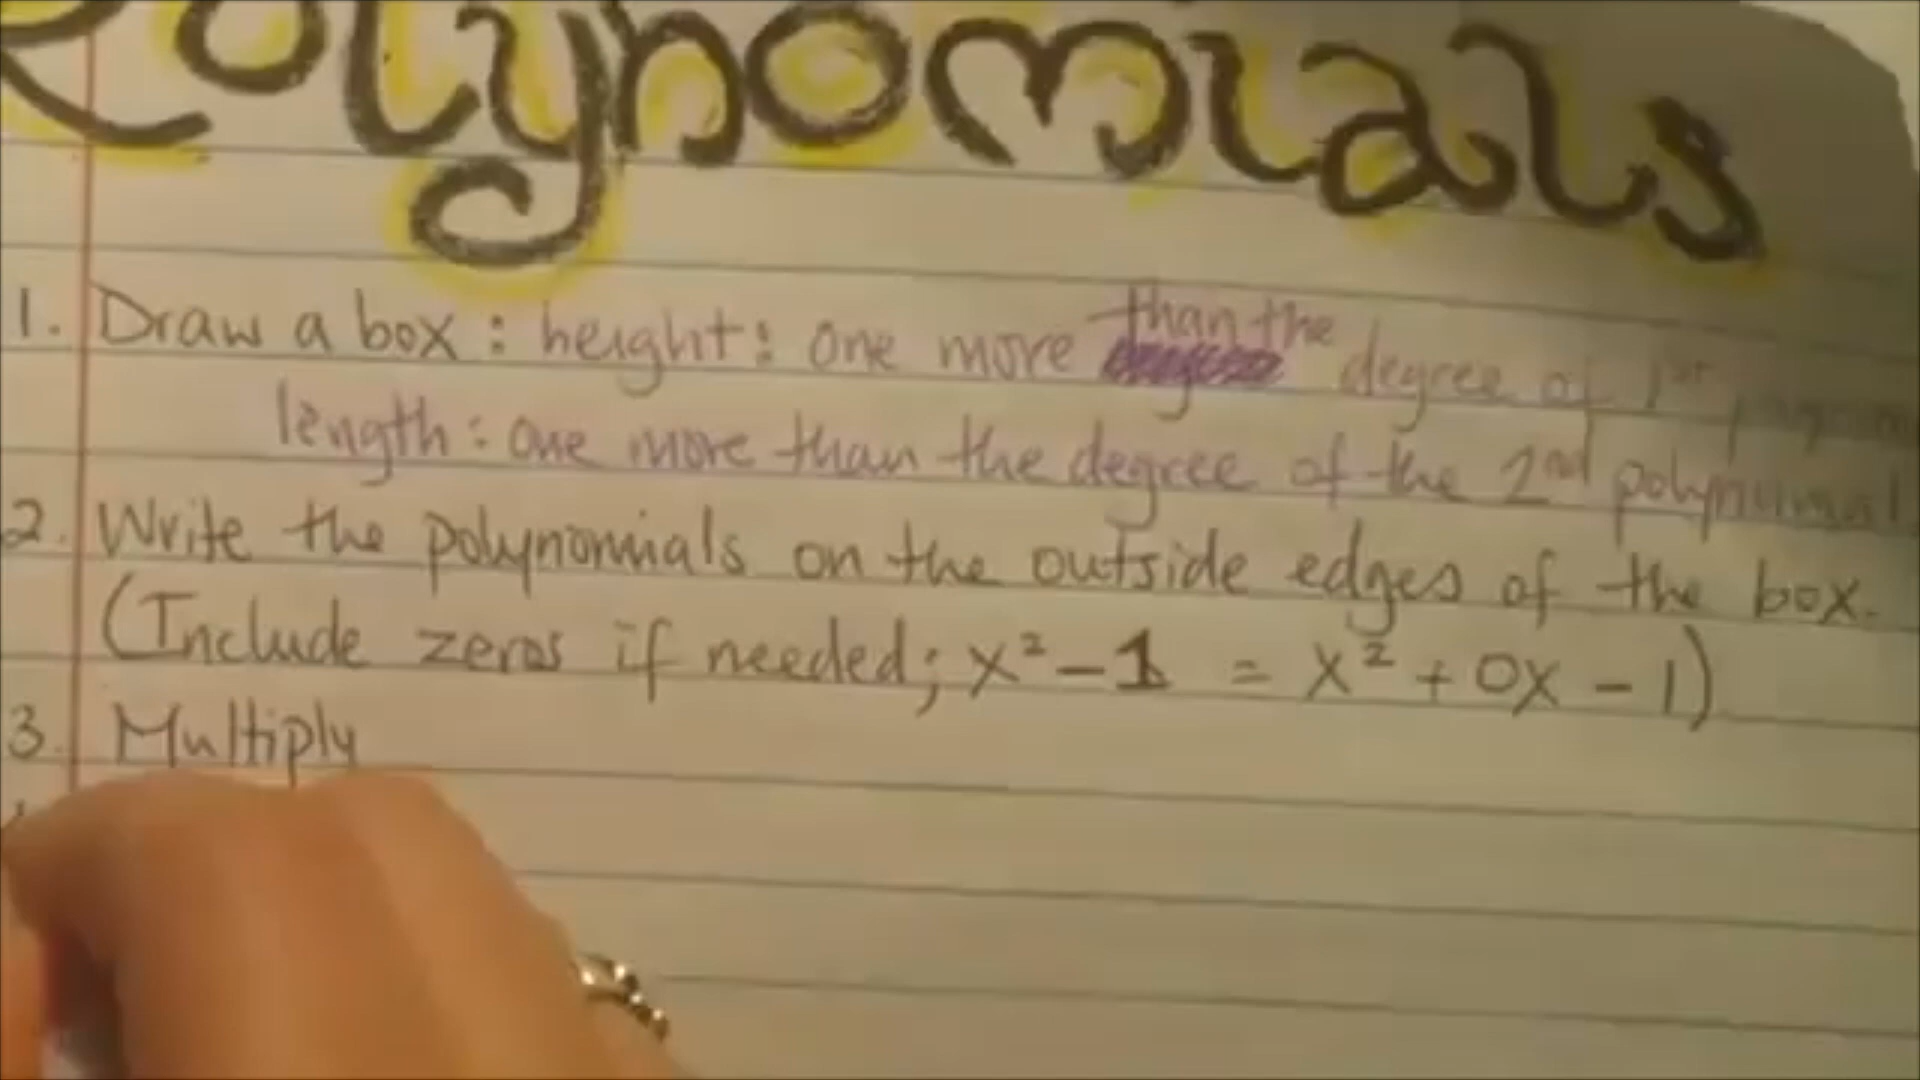 Polynomials
1. Draw a box: height: one more than the degree of 1st
length: one more than the degree of the 2nd polynomial
2. Write the polynomials on the outside edges of the box.
(Include zeros if needed; x² - 1 = x² + 0x - 1)
3. Multiply